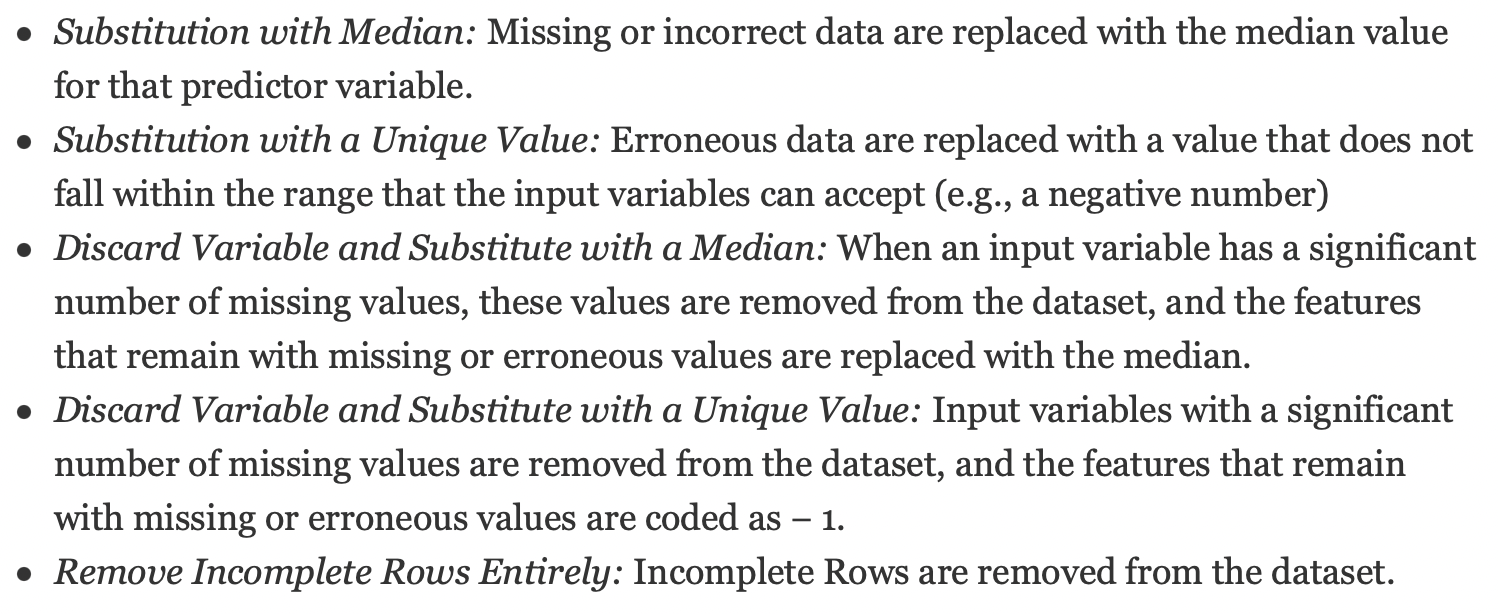 • Substitution with Median: Missing or incorrect data are replaced with the median value
for that predictor variable.
• Substitution with a Unique Value: Erroneous data are replaced with a value that does not
fall within the range that the input variables can accept (e.g., a negative number)
• Discard Variable and Substitute with a Median: When an input variable has a significant
number of missing values, these values are removed from the dataset, and the features
that remain with missing or erroneous values are replaced with the median.
• Discard Variable and Substitute with a Unique Value: Input variables with a significant
number of missing values are removed from the dataset, and the features that remain
with missing or erroneous values are coded as − 1.
• Remove Incomplete Rows Entirely: Incomplete Rows are removed from the dataset.